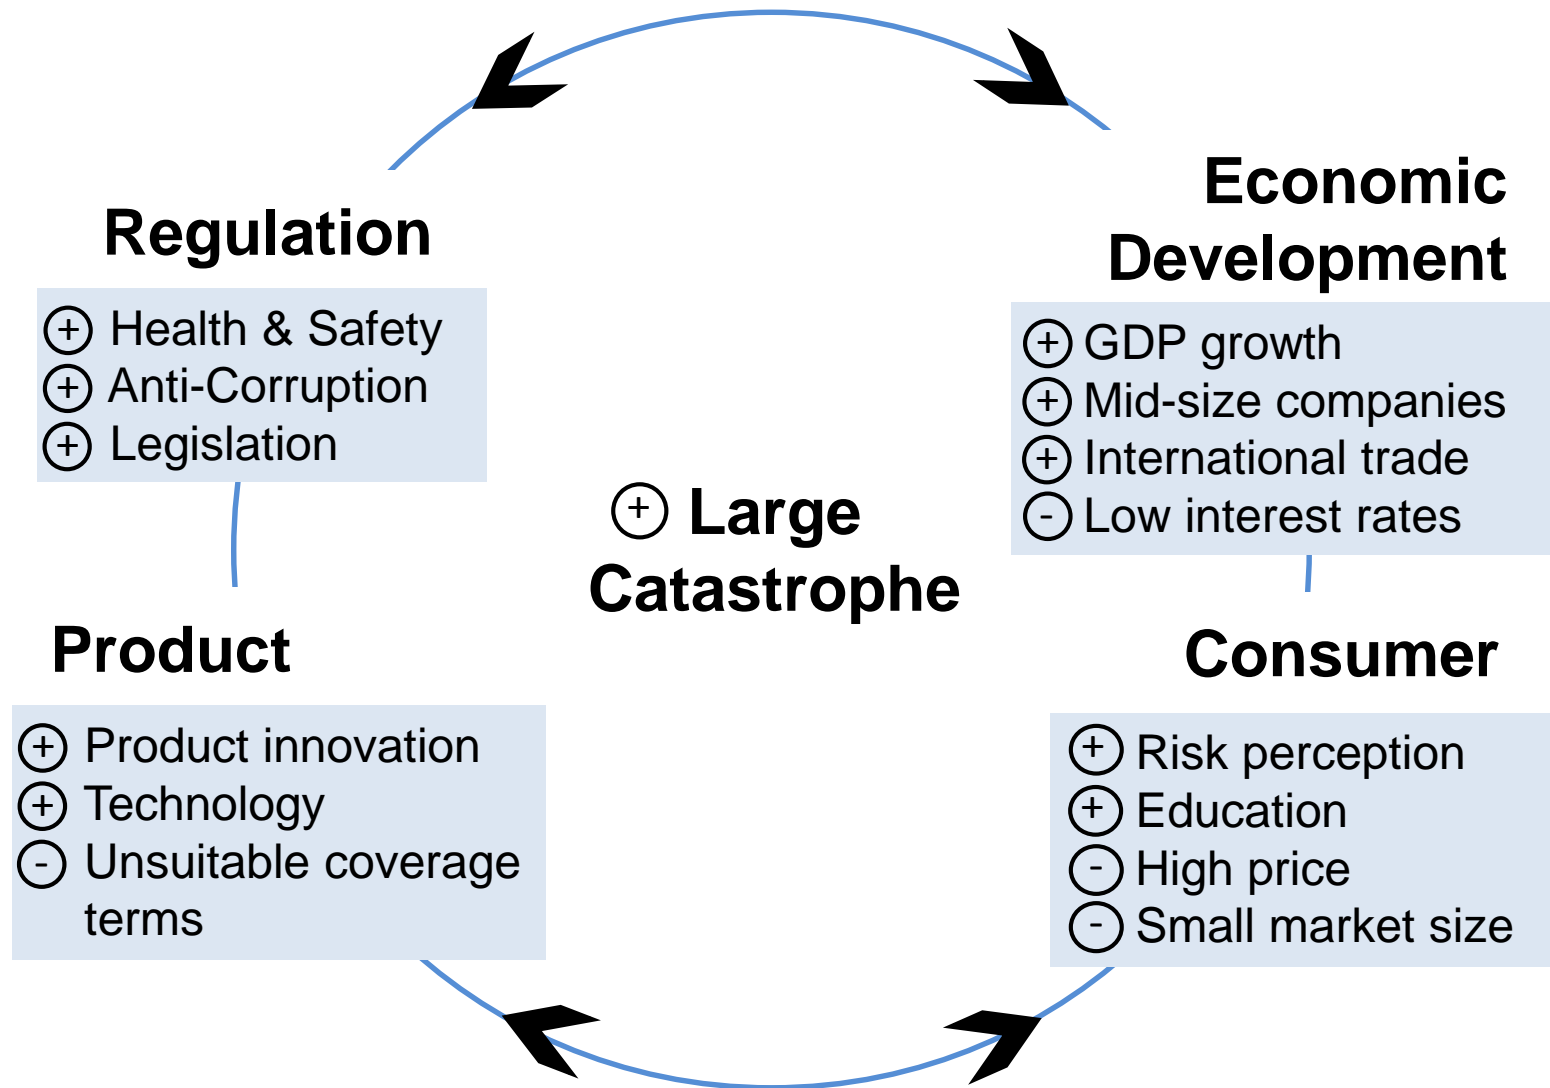 Regulation
+ Health & Safety
+ Anti-Corruption
+ Legislation
Economic
Development
+ GDP growth
+ Mid-size companies
+ International trade
- Low interest rates
+ Large
Catastrophe
Product
+ Product innovation
+ Technology
- Unsuitable coverage
terms
Consumer
+ Risk perception
+ Education
- High price
- Small market size